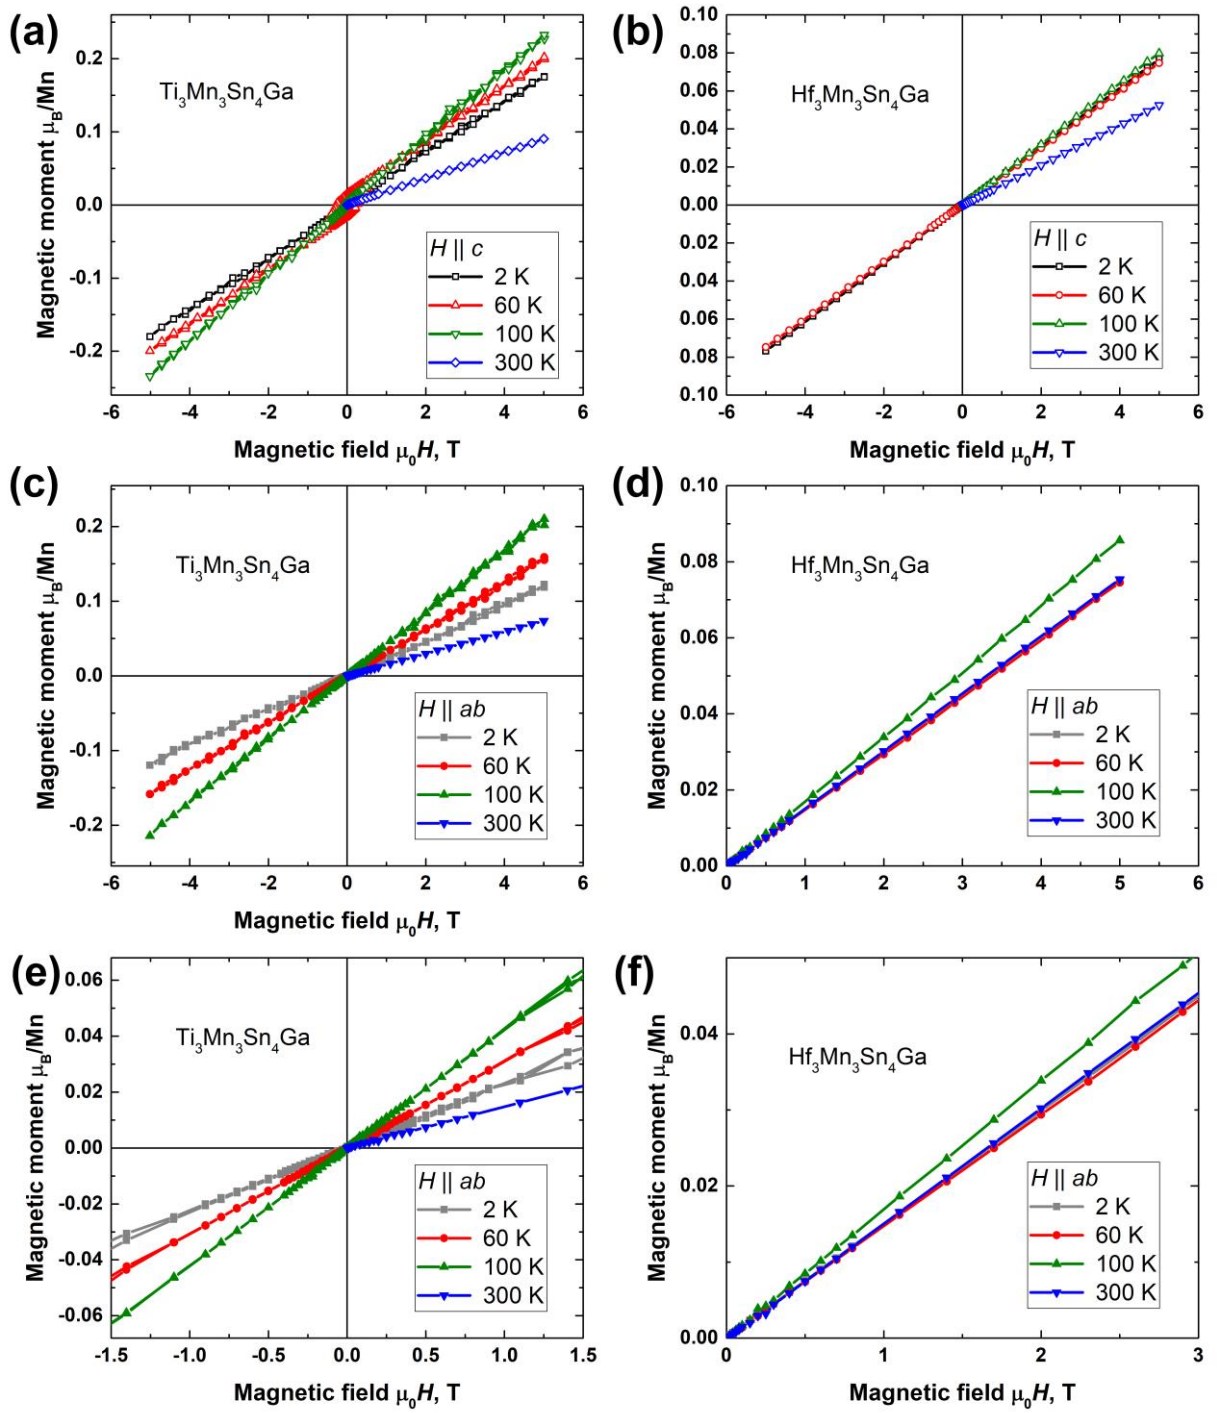 (a)
Magnetic moment μB/Mn
0.2
0.1
0.0
-0.1
-0.2
Ti3Mn3Sn4Ga
H || c
2 K
60 K
100 K
300 K
-6 -4 -2 0 2 4 6
Magnetic field μ0H, T
(b)
Magnetic moment μB/Mn
0.10
0.08
0.06
0.04
0.02
0.00
0.02
0.04
0.06
0.08
0.10
Hf3Mn3Sn4Ga
H || c
2 K
60 K
100 K
300 K
-6 -4 -2 0 2 4 6
Magnetic field μ0H, T
(c)
Magnetic moment μB/Mn
0.2
0.1
0.0
-0.1
-0.2
Ti3Mn3Sn4Ga
H || ab
2 K
60 K
100 K
300 K
-6 -4 -2 0 2 4 6
Magnetic field μ0H, T
(d)
Magnetic moment μB/Mn
0.10
0.08
0.06
0.04
0.02
0.00
Hf3Mn3Sn4Ga
H || ab
2 K
60 K
100 K
300 K
0 1 2 3 4 5 6
Magnetic field μ0H, T
(e)
Magnetic moment μB/Mn
0.06
0.04
0.02
0.00
-0.02
-0.04
-0.06
Ti3Mn3Sn4Ga
H || ab
2 K
60 K
100 K
300 K
-1.5 -1.0 -0.5 0.0 0.5 1.0 1.5
Magnetic field μ0H, T
(f)
Magnetic moment μB/Mn
0.04
0.02
0.00
Hf3Mn3Sn4Ga
H || ab
2 K
60 K
100 K
300 K
0 1 2 3
Magnetic field μ0H, T